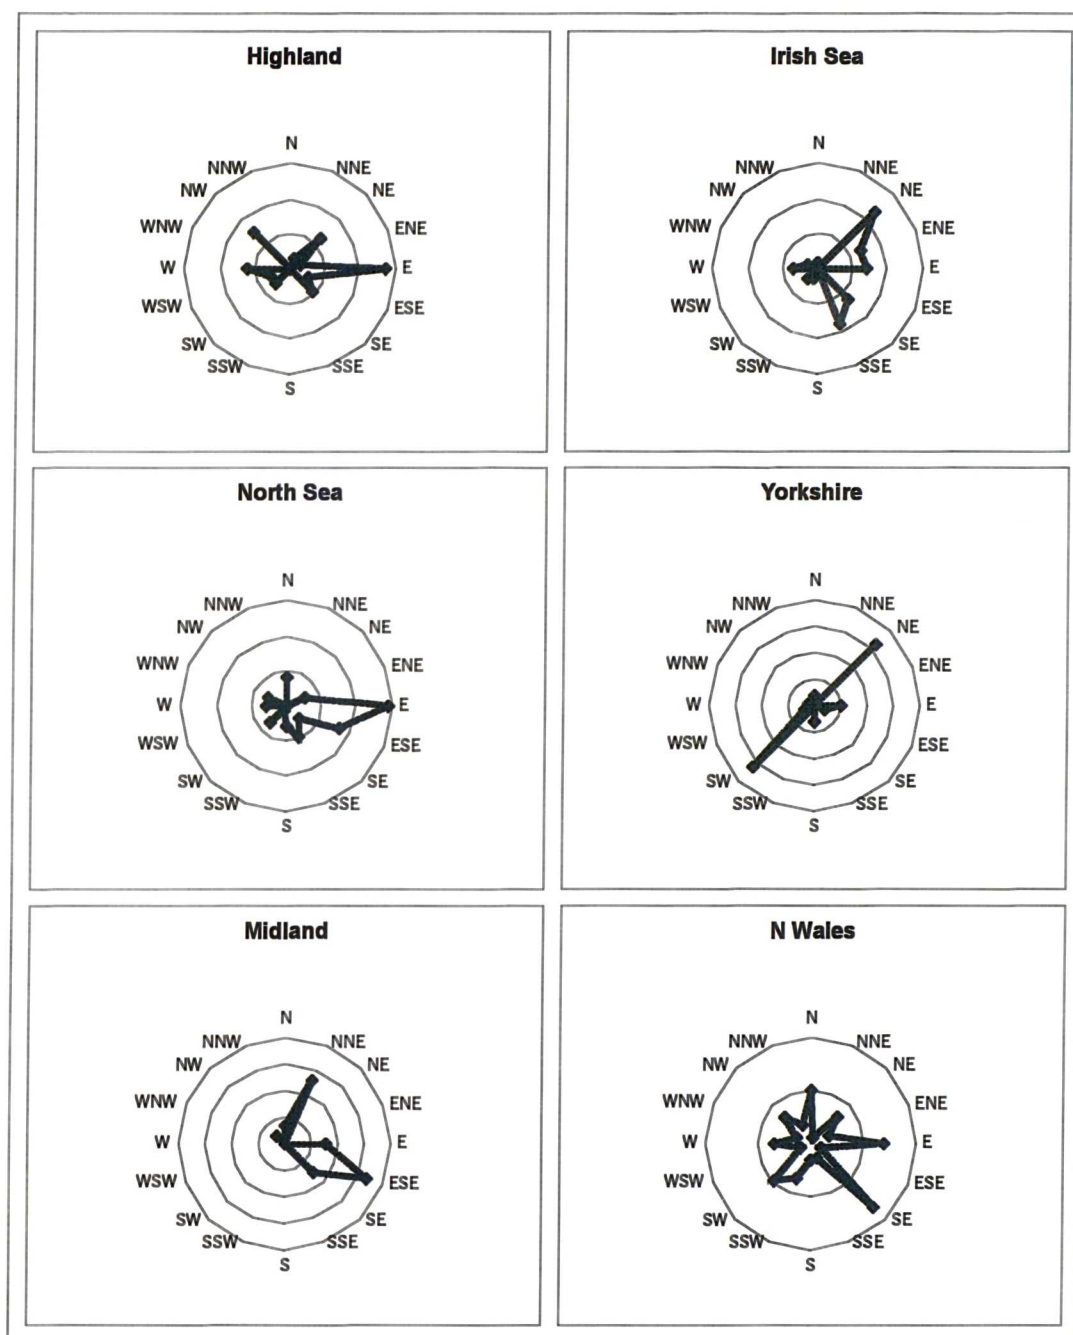 Highland
N
NNW NNE
NW NE
WNW ENE
W E
WSW ESE
SW SE
SSW SSE
S
Irish Sea
N
NNW NNE
NW NE
WNW ENE
W E
WSW ESE
SW SE
SSW SSE
S
North Sea
N
NNW NNE
NW NE
WNW ENE
W E
WSW ESE
SW SE
SSW SSE
S
Yorkshire
N
NNW NNE
NW NE
WNW ENE
W E
WSW ESE
SW SE
SSW SSE
S
Midland
N
NNW NNE
NW NE
WNW ENE
W E
WSW ESE
SW SE
SSW SSE
S
N Wales
N
NNW NNE
NW NE
WNW ENE
W E
WSW ESE
SW SE
SSW SSE
S